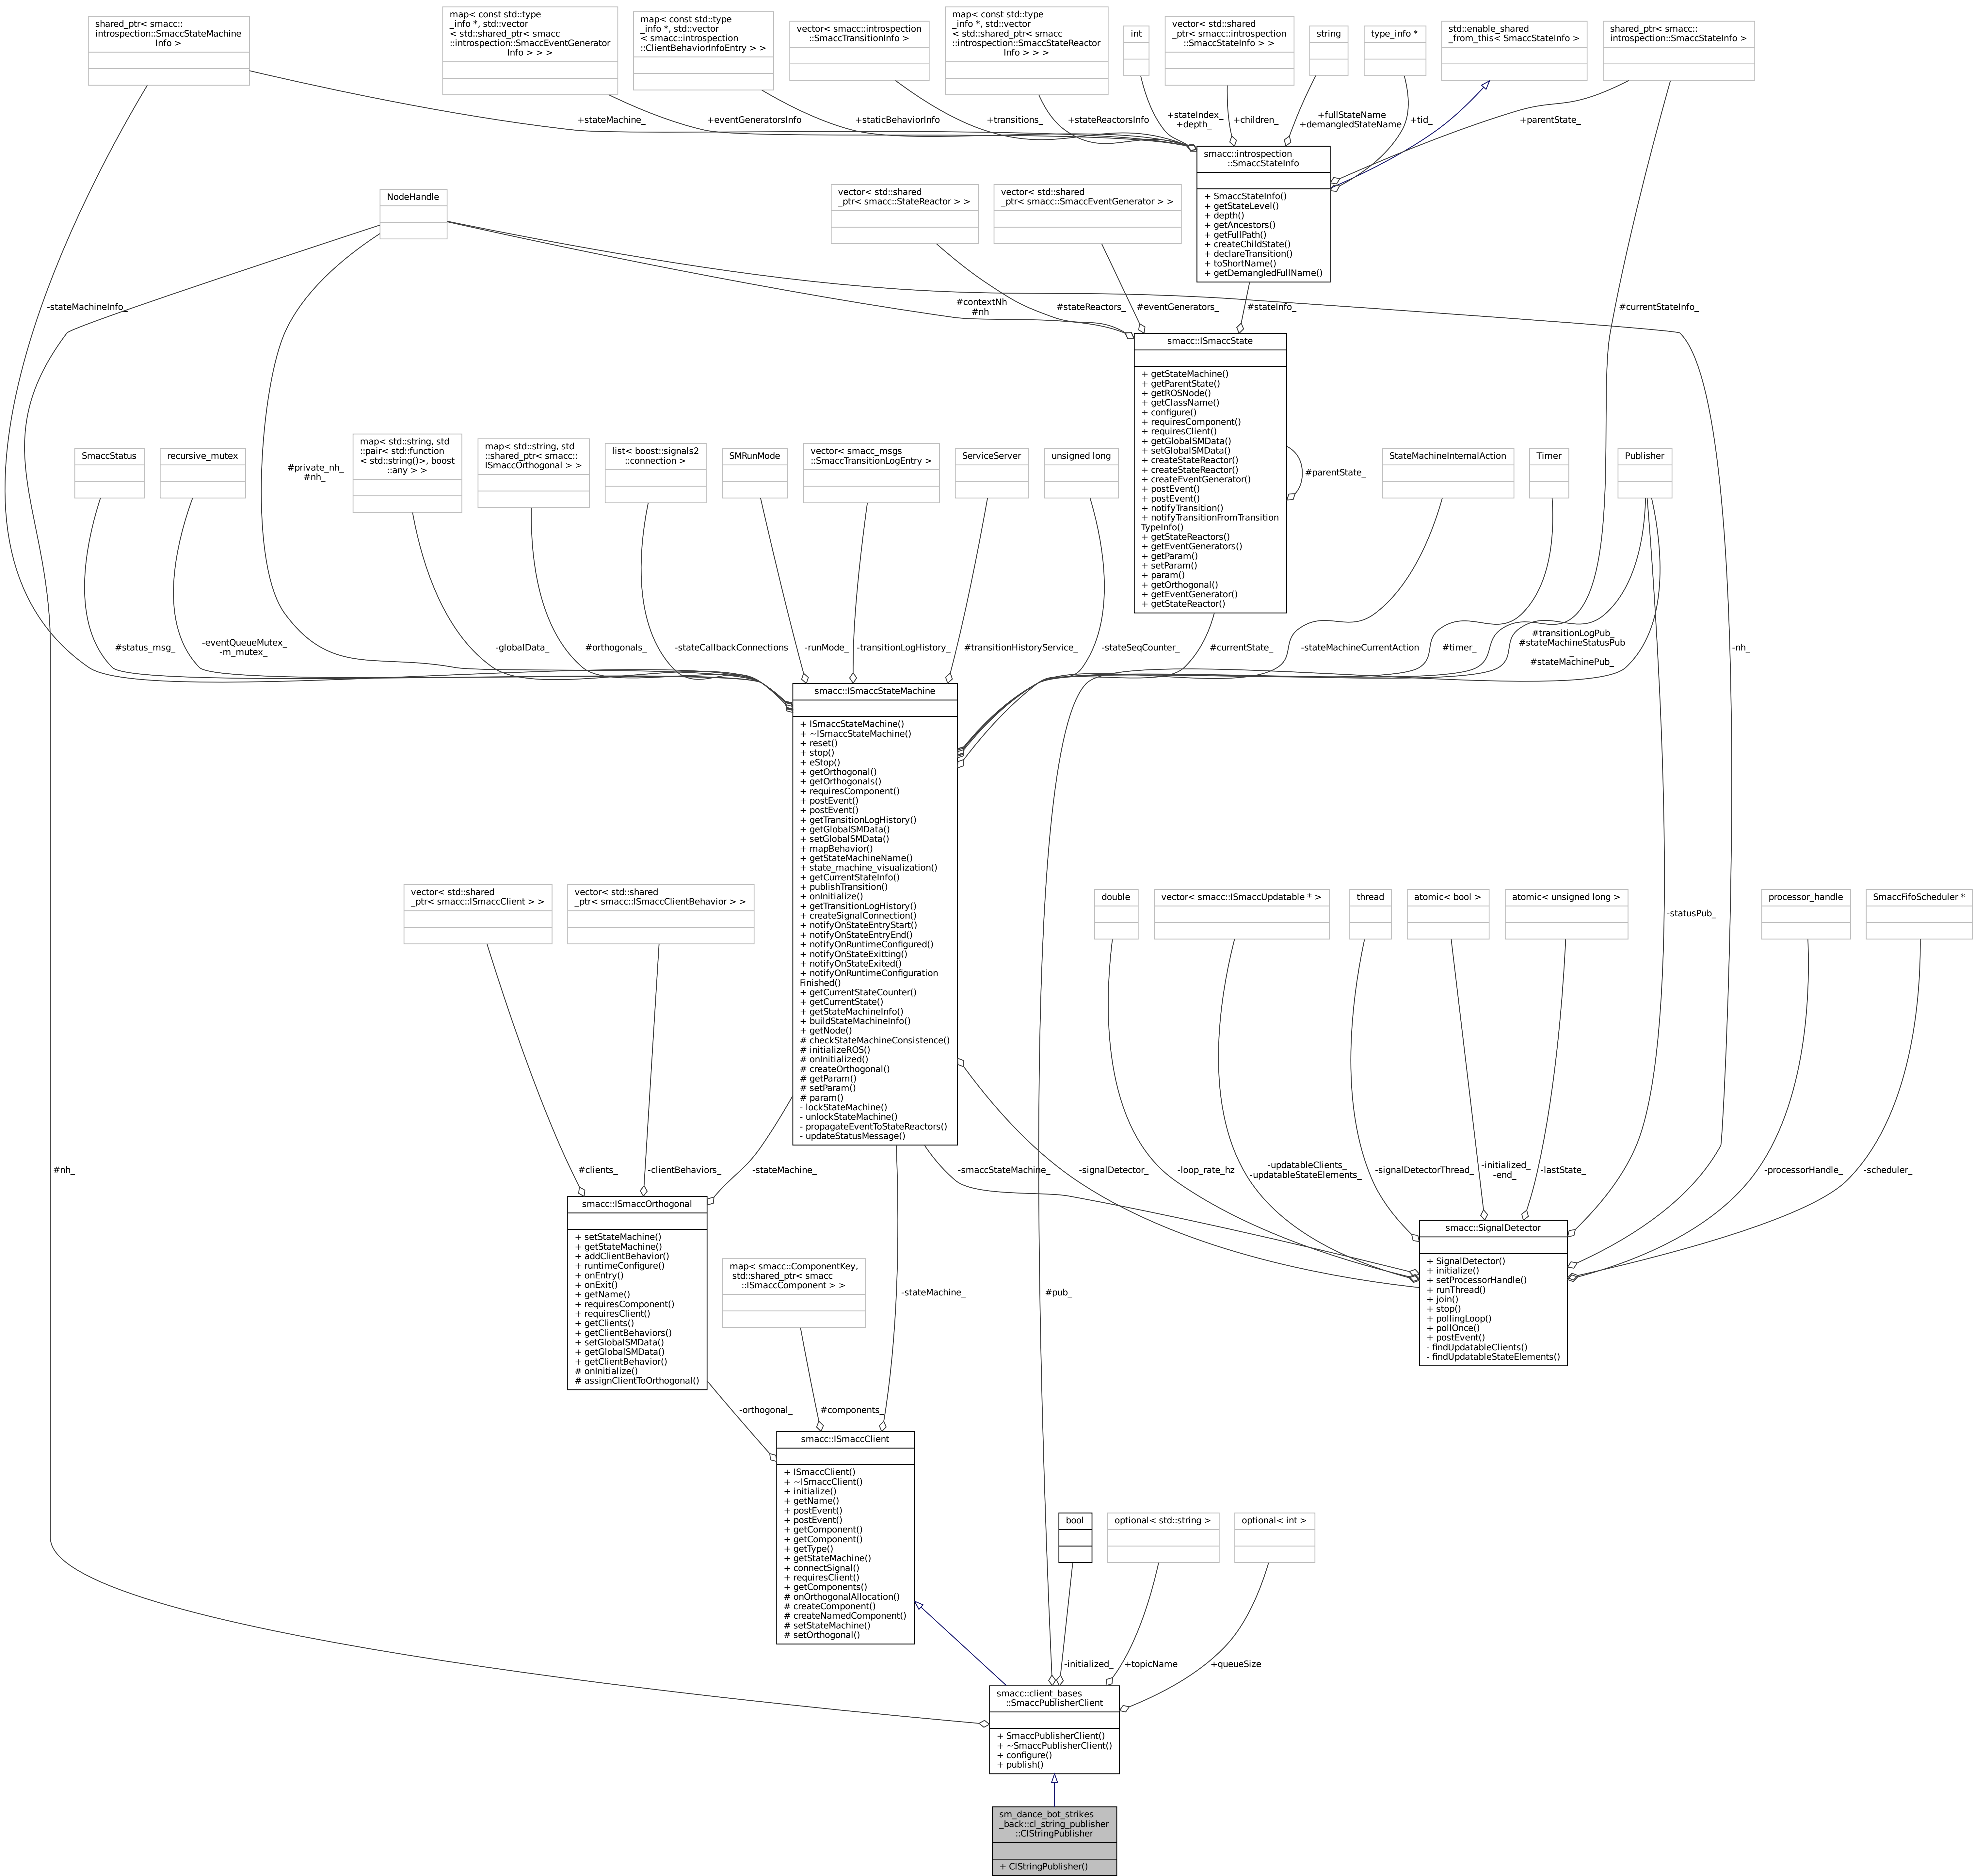 shared_ptr< smacc::
introspection::SmaccStateMachine
Info >
map< const std::type
_info *, std::vector
< std::shared_ptr< smacc
::introspection::SmaccEventGenerator
Info > > >
map< const std::type
_info *, std::vector
< smacc::introspection
::ClientBehaviorInfoEntry > >
vector< smacc::introspection
::SmaccTransitionInfo >
map< const std::type
_info *, std::vector
< std::shared_ptr< smacc
::introspection::SmaccStateReactor
Info > > >
int
vector< std::shared
_ptr< smacc::introspection
::SmaccStateInfo > >
string
type_info *
std::enable_shared
_from_this< SmaccStateInfo >
shared_ptr< smacc::
introspection::SmaccStateInfo >
+stateMachine_
+eventGeneratorsInfo
+staticBehaviorInfo
+transitions_
+stateReactorsInfo
+stateIndex_
+depth_
+children_
+fullStateName
+demangledStateName
+tid_
+parentState_
smacc::introspection
::SmaccStateInfo
+ SmaccStateInfo()
+ getStateLevel()
+ depth()
+ getAncestors()
+ getFullPath()
+ createChildState()
+ declareTransition()
+ toShortName()
+ getDemangledFullName()
NodeHandle
vector< std::shared
_ptr< smacc::StateReactor > >
vector< std::shared
_ptr< smacc::SmaccEventGenerator > >
-stateMachineInfo_
#contextNh
#nh
#stateReactors_
#eventGenerators_
#stateInfo_
#currentStateInfo_
smacc::ISmaccState
+ getStateMachine()
+ getParentState()
+ getROSNode()
+ getClassName()
+ configure()
+ requiresComponent()
+ requiresClient()
+ getGlobalSMData()
+ setGlobalSMData()
+ createStateReactor()
+ createStateReactor()
+ createEventGenerator()
+ postEvent()
+ postEvent()
+ notifyTransition()
+ notifyTransitionFromTransition
TypeInfo()
+ getStateReactors()
+ getEventGenerators()
+ getParam()
+ setParam()
+ param()
+ getOrthogonal()
+ getEventGenerator()
+ getStateReactor()
#parentState_
SmaccStatus
recursive_mutex
#private_nh_
#nh_
map< std::string, std
::pair< std::function
< std::string()>, boost
::any > >
map< std::string, std
::shared_ptr< smacc::
ISmaccOrthogonal > >
list< boost::signals2
::connection >
SMRunMode
vector< smacc_msgs
::SmaccTransitionLogEntry >
ServiceServer
unsigned long
StateMachineInternalAction
Timer
Publisher
#status_msg_
-eventQueueMutex_
-m_mutex_
-globalData_
#orthogonals_
-stateCallbackConnections
-runMode_
-transitionLogHistory_
#transitionHistoryService_
-stateSeqCounter_
#currentState_
-stateMachineCurrentAction
#timer_
#transitionLogPub_
#stateMachineStatusPub
_
#stateMachinePub_
-nh_
smacc::ISmaccStateMachine
+ ISmaccStateMachine()
+ ~ISmaccStateMachine()
+ reset()
+ stop()
+ eStop()
+ getOrthogonal()
+ getOrthogonals()
+ requiresComponent()
+ postEvent()
+ postEvent()
+ getTransitionLogHistory()
+ getGlobalSMData()
+ setGlobalSMData()
+ mapBehavior()
+ getStateMachineName()
+ state_machine_visualization()
+ getCurrentStateInfo()
+ publishTransition()
+ onInitialize()
+ getTransitionLogHistory()
+ createSignalConnection()
+ notifyOnStateEntryStart()
+ notifyOnStateEntryEnd()
+ notifyOnRuntimeConfigured()
+ notifyOnStateExitting()
+ notifyOnStateExited()
+ notifyOnRuntimeConfiguration
Finished()
+ getCurrentStateCounter()
+ getCurrentState()
+ getStateMachineInfo()
+ buildStateMachineInfo()
+ getNode()
# checkStateMachineConsistence()
# initializeROS()
# onInitialized()
# createOrthogonal()
# getParam()
# setParam()
# param()
- lockStateMachine()
- unlockStateMachine()
- propagateEventToStateReactors()
- updateStatusMessage()
vector< std::shared
_ptr< smacc::ISmaccClient > >
vector< std::shared
_ptr< smacc::ISmaccClientBehavior > >
double
vector< smacc::ISmaccUpdatable * >
thread
atomic< bool >
atomic< unsigned long >
-statusPub_
processor_handle
SmaccFifoScheduler *
#nh_
#clients_
-clientBehaviors_
-stateMachine_
-smaccStateMachine_
-signalDetector_
-loop_rate_hz
-updatableClients_
-updatableStateElements_
-signalDetectorThread_
-initialized_
-end_
-lastState_
-processorHandle_
-scheduler_
smacc::ISmaccOrthogonal
+ setStateMachine()
+ getStateMachine()
+ addClientBehavior()
+ runtimeConfigure()
+ onEntry()
+ onExit()
+ getName()
+ requiresComponent()
+ requiresClient()
+ getClients()
+ getClientBehaviors()
+ setGlobalSMData()
+ getGlobalSMData()
+ getClientBehavior()
# onInitialize()
# assignClientToOrthogonal()
smacc::SignalDetector
+ SignalDetector()
+ initialize()
+ setProcessorHandle()
+ runThread()
+ join()
+ stop()
+ pollingLoop()
+ pollOnce()
+ postEvent()
- findUpdatableClients()
- findUpdatableStateElements()
map< smacc::ComponentKey,
std::shared_ptr< smacc
::ISmaccComponent > >
-stateMachine_
#pub_
-orthogonal_
#components_
smacc::ISmaccClient
+ ISmaccClient()
+ ~ISmaccClient()
+ initialize()
+ getName()
+ postEvent()
+ postEvent()
+ getComponent()
+ getComponent()
+ getType()
+ getStateMachine()
+ connectSignal()
+ requiresClient()
+ getComponents()
# onOrthogonalAllocation()
# createComponent()
# createNamedComponent()
# setStateMachine()
# setOrthogonal()
bool
optional< std::string >
optional< int >
-initialized_
+topicName
+queueSize
smacc::client_bases
::SmaccPublisherClient
+ SmaccPublisherClient()
+ ~SmaccPublisherClient()
+ configure()
+ publish()
sm_dance_bot_strikes
_back::cl_string_publisher
::ClStringPublisher
+ ClStringPublisher()